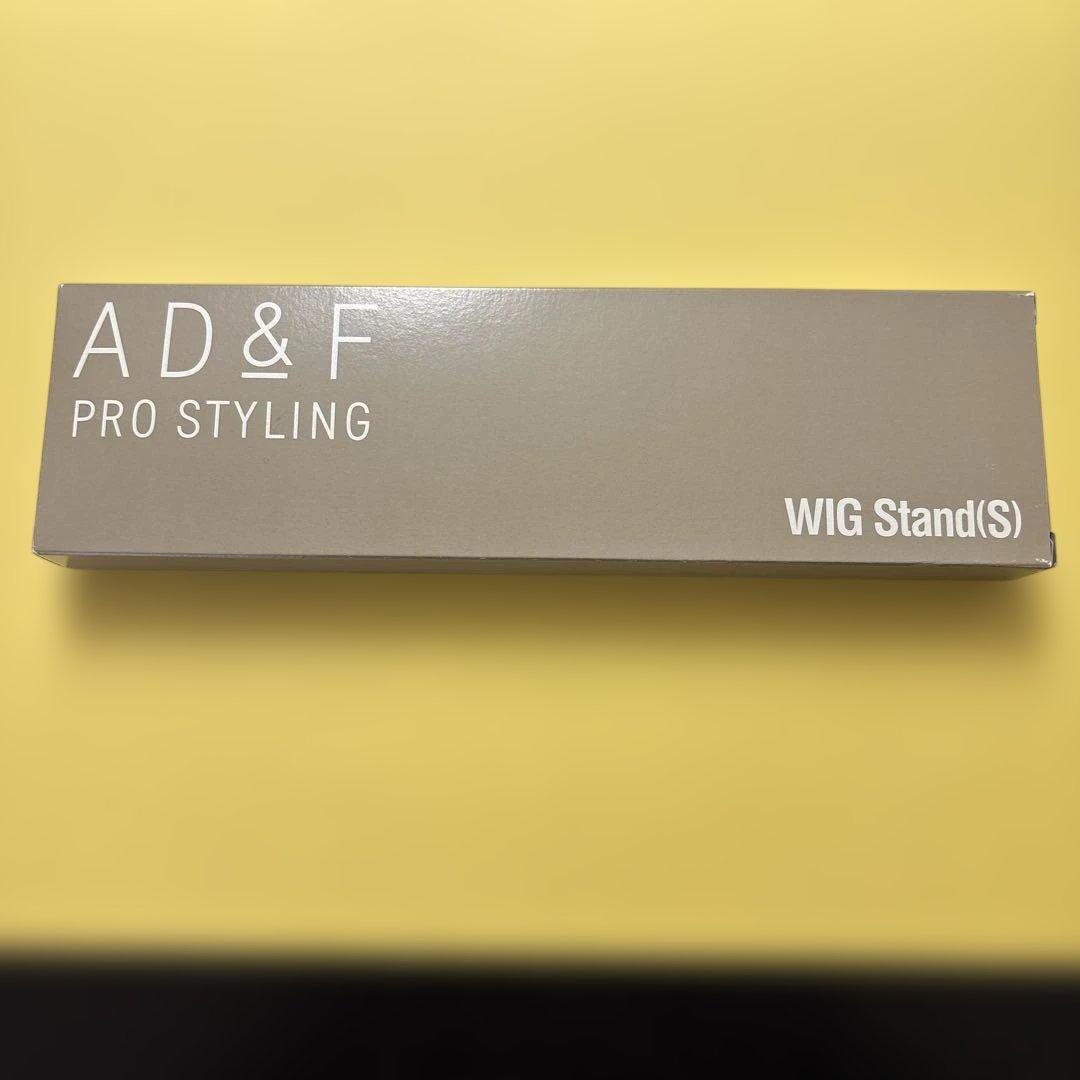 AD&F
PRO STYLING
WIG Stand(S)